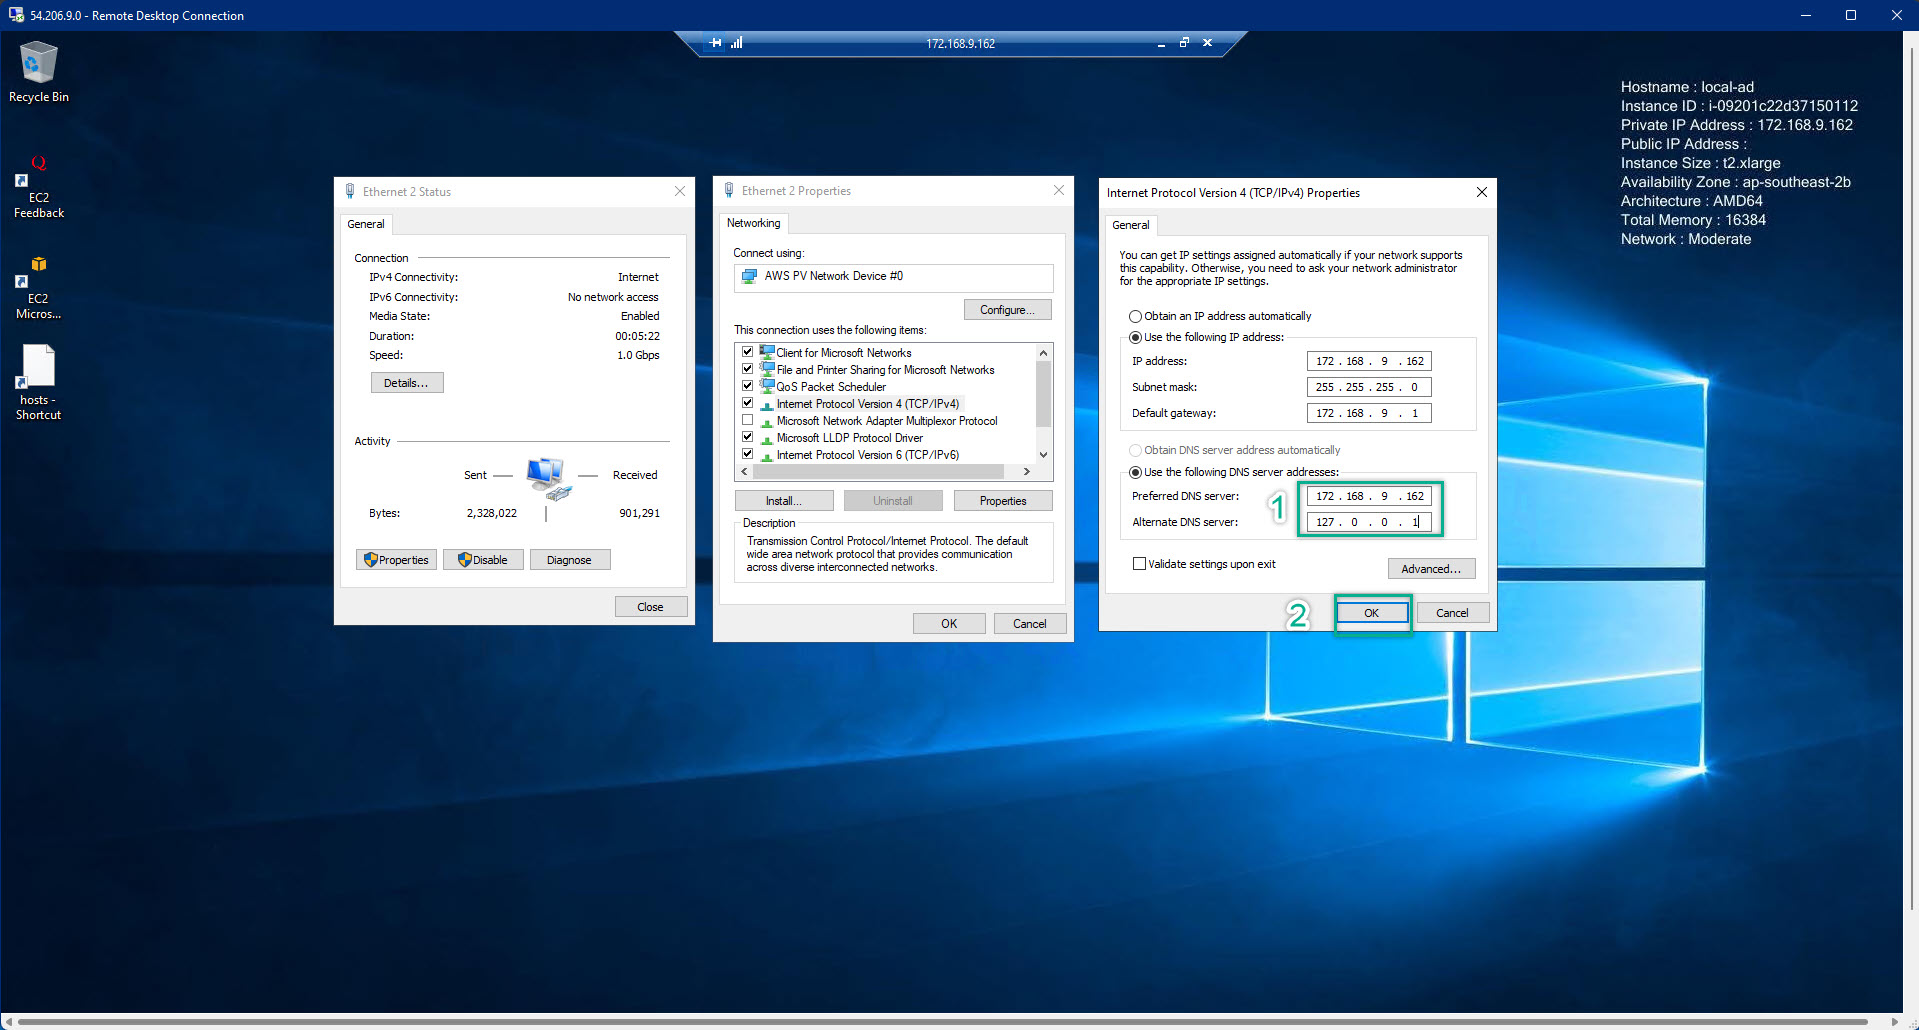 54.206.9.0 - Remote Desktop Connection
172.168.9.162
Recycle Bin
EC2
Feedback
EC2
Micros...
hosts -
Shortcut
Hostname : local-ad
Instance ID : i-09201c22d37150112
Private IP Address : 172.168.9.162
Public IP Address :
Instance Size : t2.xlarge
Availability Zone : ap-southeast-2b
Architecture : AMD64
Total Memory : 16384
Network : Moderate
Ethernet 2 Status
General
Connection
IPv4 Connectivity: Internet
IPv6 Connectivity: No network access
Media State: Enabled
Duration: 00:05:22
Speed: 1.0 Gbps
Details...
Activity
Sent Received
Bytes: 2,328,022 901,291
Properties Disable Diagnose
Close
Ethernet 2 Properties
Networking
Connect using:
AWS PV Network Device #0
Configure...
This connection uses the following items:
Client for Microsoft Networks
File and Printer Sharing for Microsoft Networks
QoS Packet Scheduler
Internet Protocol Version 4 (TCP/IPv4)
Microsoft Network Adapter Multiplexor Protocol
Microsoft LLDP Protocol Driver
Internet Protocol Version 6 (TCP/IPv6)
Install... Uninstall Properties
Description
Transmission Control Protocol/Internet Protocol. The default
wide area network protocol that provides communication
across diverse interconnected networks.
OK Cancel
Internet Protocol Version 4 (TCP/IPv4) Properties
General
You can get IP settings assigned automatically if your network supports
this capability. Otherwise, you need to ask your network administrator
for the appropriate IP settings.
Obtain an IP address automatically
Use the following IP address:
IP address: 172 . 168 . 9 . 162
Subnet mask: 255 . 255 . 255 . 0
Default gateway: 172 . 168 . 9 . 1
Obtain DNS server address automatically
Use the following DNS server addresses:
Preferred DNS server: 172 . 168 . 9 . 162
1
Alternate DNS server: 127 . 0 . 0 . 1
Validate settings upon exit
Advanced...
2 OK Cancel